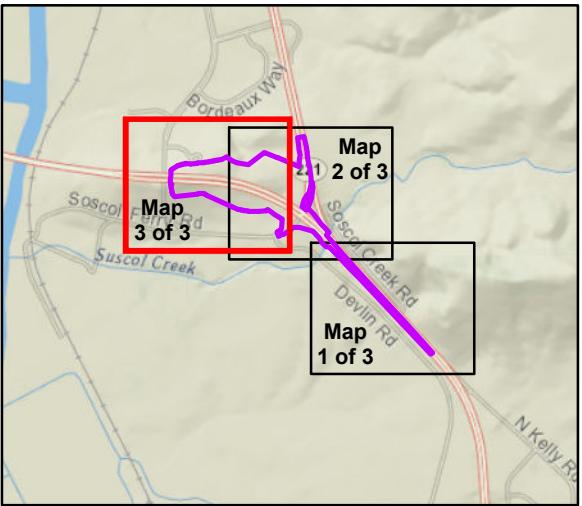 Bordeaux Way
Map
2 of 3
221
Soscol Ferry Rd
Map
3 of 3
Suscol Creek
Soscol Creek Rd
Devlin Rd
Map
1 of 3
N Kelly Rd